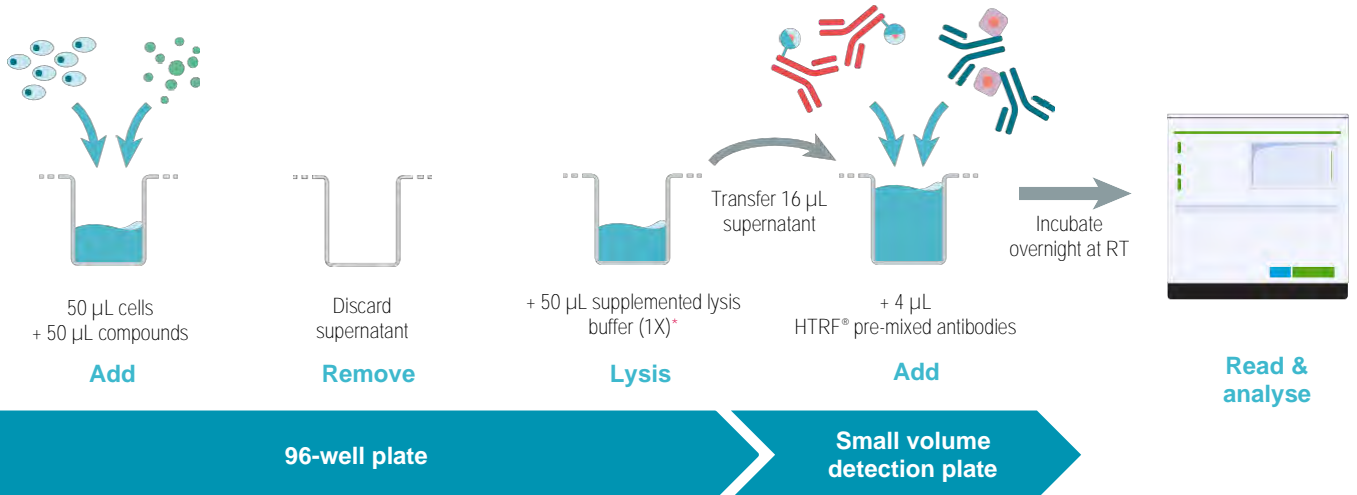 50 µL cells
+ 50 µL compounds
Add
Discard
supernatant
Remove
+ 50 µL supplemented lysis
buffer (1X)*
Lysis
Transfer 16 µL
supernatant
+ 4 µL
HTRF® pre-mixed antibodies
Add
Incubate
overnight at RT
Read &
analyse
96-well plate
Small volume
detection plate